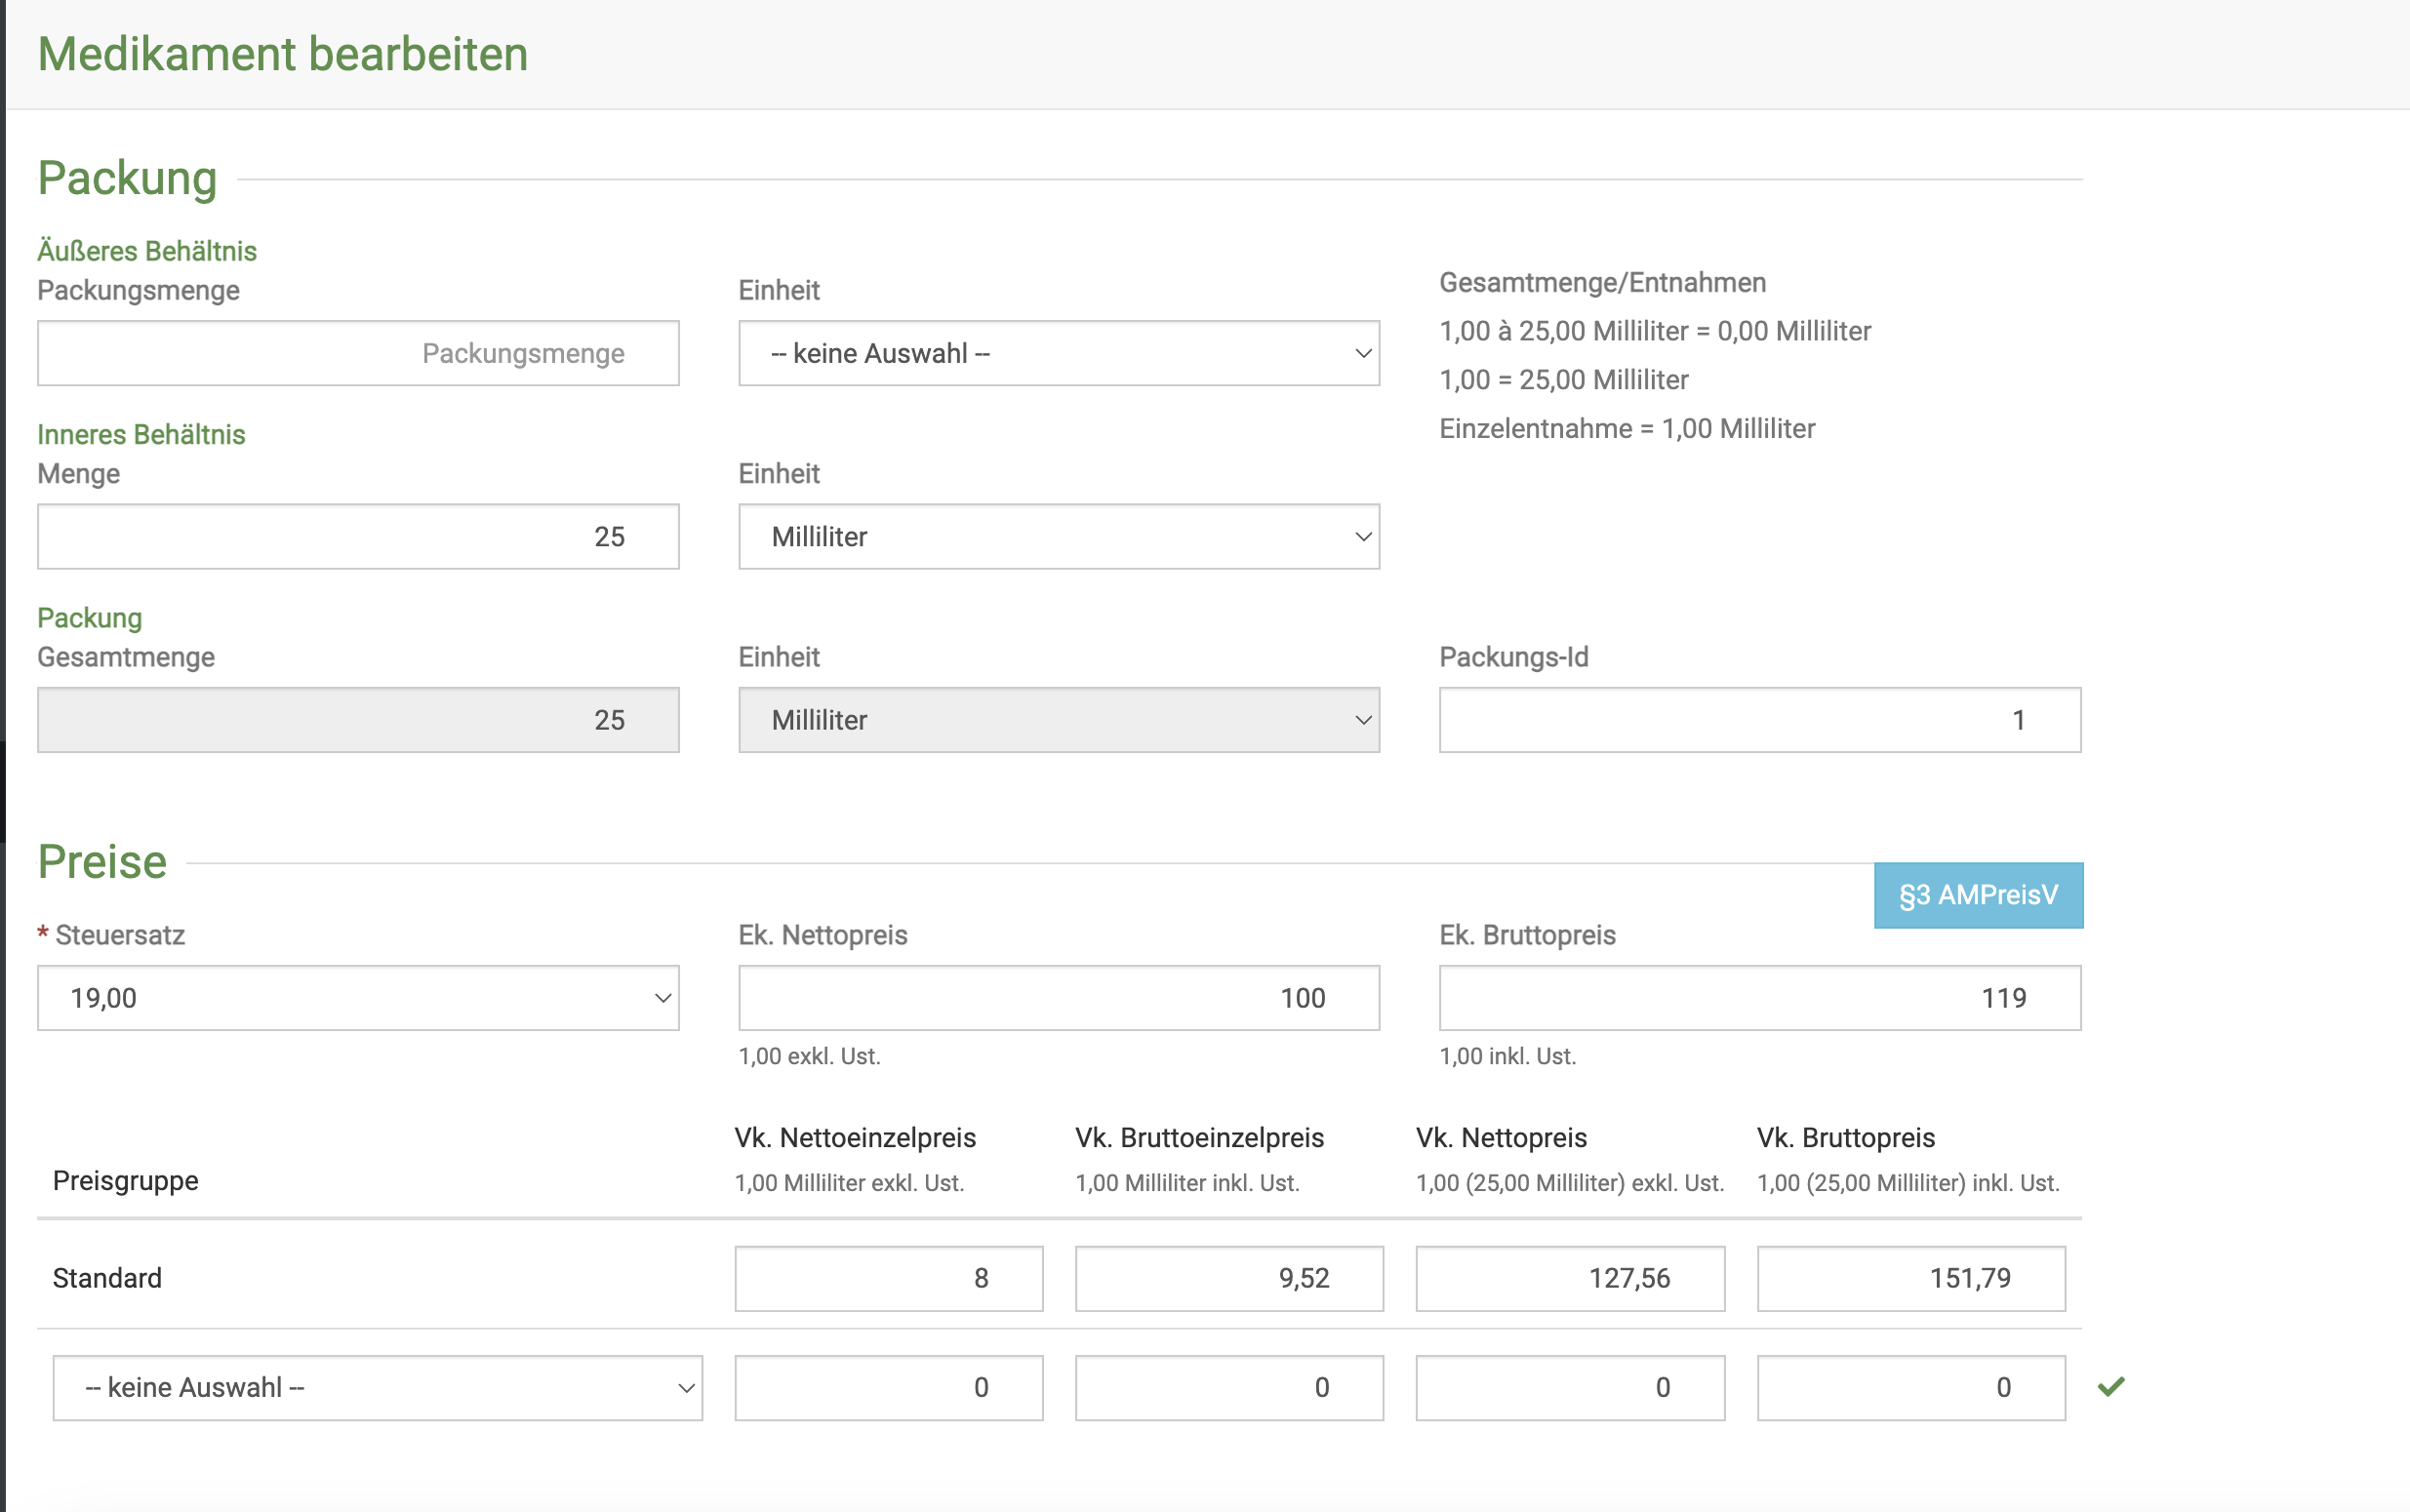 Medikament bearbeiten
Packung
Äußeres Behältnis
Packungsmenge
Einheit
Gesamtmenge/Entnahmen
Packungsmenge
-- keine Auswahl --
1,00 à 25,00 Milliliter = 0,00 Milliliter
1,00 = 25,00 Milliliter
Einzelentnahme = 1,00 Milliliter
Inneres Behältnis
Menge
Einheit
25
Milliliter
Packung
Gesamtmenge
Einheit
Packungs-Id
25
Milliliter
1
Preise
§3 AMPreisV
* Steuersatz
Ek. Nettopreis
Ek. Bruttopreis
19,00
100
119
1,00 exkl. Ust.
1,00 inkl. Ust.
Preisgruppe
Vk. Nettoeinzelpreis
1,00 Milliliter exkl. Ust.
Vk. Bruttoeinzelpreis
1,00 Milliliter inkl. Ust.
Vk. Nettopreis
1,00 (25,00 Milliliter) exkl. Ust.
Vk. Bruttopreis
1,00 (25,00 Milliliter) inkl. Ust.
Standard
8
9,52
127,56
151,79
-- keine Auswahl --
0
0
0
0